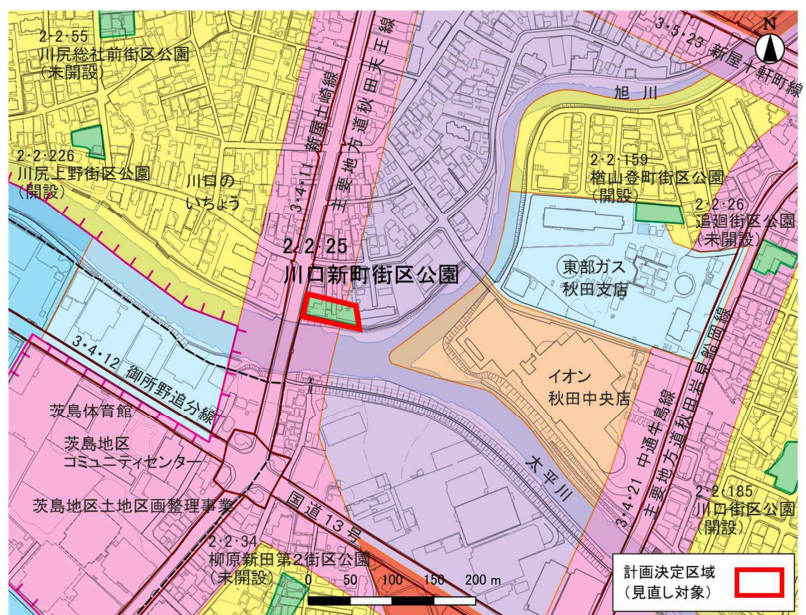 2・2・55
川尻総社前街区公園
(未開設)
3・5・23 新屋十軒町線
N
旭川
2・2・226
川尻上野街区公園
(開設)
川口の
いちょう
3・4・11 新屋土崎線
主要地方道秋田天王線
2・2・159
楢山登町街区公園
(開設)
2・2・26
追廻街区公園
(未開設)
2・2・25
川口新町街区公園
東部ガス
秋田支店
3・4・12 御所野追分線
イオン
秋田中央店
茨島体育館
茨島地区
コミュニティセンター
茨島地区土地区画整理事業
国道13号
太平川
3・4・21 中通牛島線
主要地方道秋田岩見船岡線
2・2・185
川口街区公園
(開設)
2・2・34
柳原新田第2街区公園
(未開設)
0 50 100 150 200 m
計画決定区域
(見直し対象)